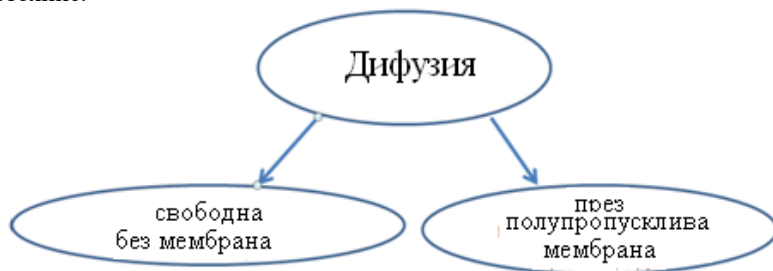 Дифузия
свободна
без мембрана
през
полупропусклива
мембрана